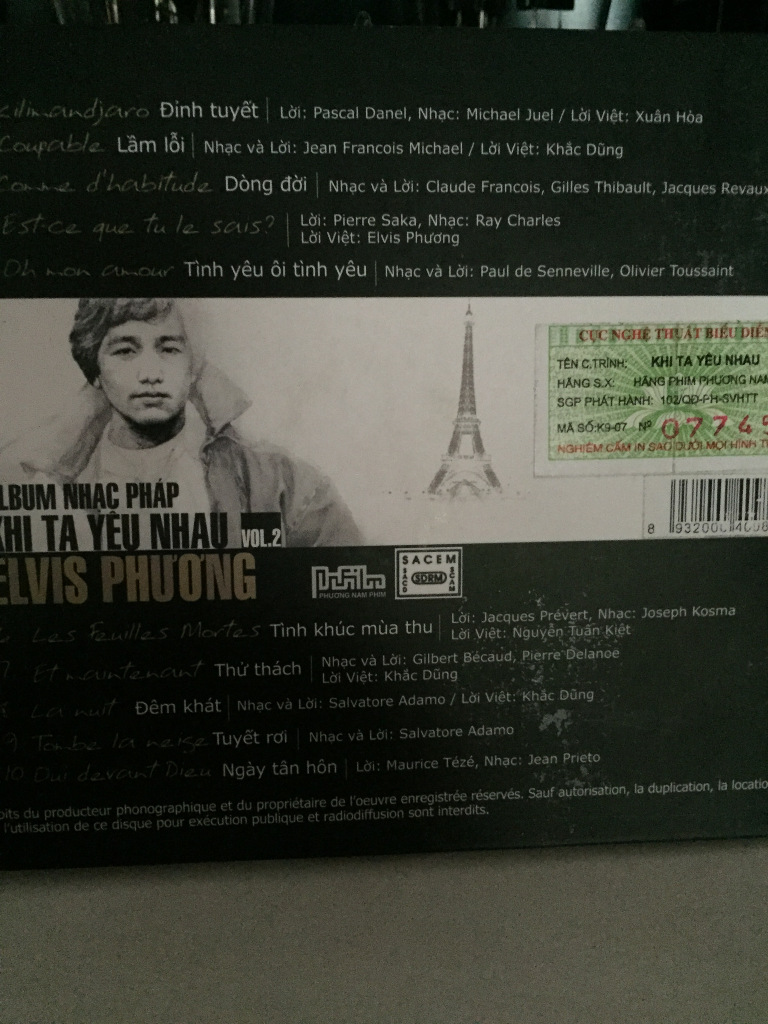 Kilimandjaro Đỉnh tuyết | Lời: Pascal Danel, Nhạc: Michael Juel / Lời Việt: Xuân Hòa
Coupable Lầm lỗi | Nhạc và Lời: Jean Francois Michael / Lời Việt: Khắc Dũng
Comme d'habitude Dòng đời | Nhạc và Lời: Claude Francois, Gilles Thibault, Jacques Revaux
Est-ce que tu le sais? | Lời: Pierre Saka, Nhạc: Ray Charles
Lời Việt: Elvis Phương
Oh mon amour Tình yêu ôi tình yêu | Nhạc và Lời: Paul de Senneville, Olivier Toussaint
CỤC NGHỆ THUẬT BIỂU DIỄN
TÊN C.TRÌNH: KHI TA YÊU NHAU
HÃNG S.X: HÃNG PHIM PHƯƠNG NAM
SGP PHÁT HÀNH: 102/QĐ-PH-SVHTT
MÃ SỐ:K9-07 Nº 07745
NGHIÊM CẤM IN SAO DƯỚI MỌI HÌNH
ALBUM NHẠC PHÁP
KHI TA YÊU NHAU VOL.2
ELVIS PHƯƠNG
8 932000
PHƯƠNG NAM PHIM
SACEM
SACD SDRM SCAM
6. Les Feuilles Mortes Tình khúc mùa thu | Lời: Jacques Prévert, Nhạc: Joseph Kosma
Lời Việt: Nguyễn Tuấn Kiệt
7. Et maintenant Thử thách | Nhạc và Lời: Gilbert Bécaud, Pierre Delanoe
Lời Việt: Khắc Dũng
8. La nuit Đêm khát | Nhạc và Lời: Salvatore Adamo / Lời Việt: Khắc Dũng
9 Tombe la neige Tuyết rơi | Nhạc và Lời: Salvatore Adamo
10 Oui devant Dieu Ngày tân hôn | Lời: Maurice Tézé, Nhạc: Jean Prieto
oits du producteur phonographique et du propriétaire de l'oeuvre enregistrée réservés. Sauf autorisation, la duplication, la locatio
l'utilisation de ce disque pour exécution publique et radiodiffusion sont interdits.